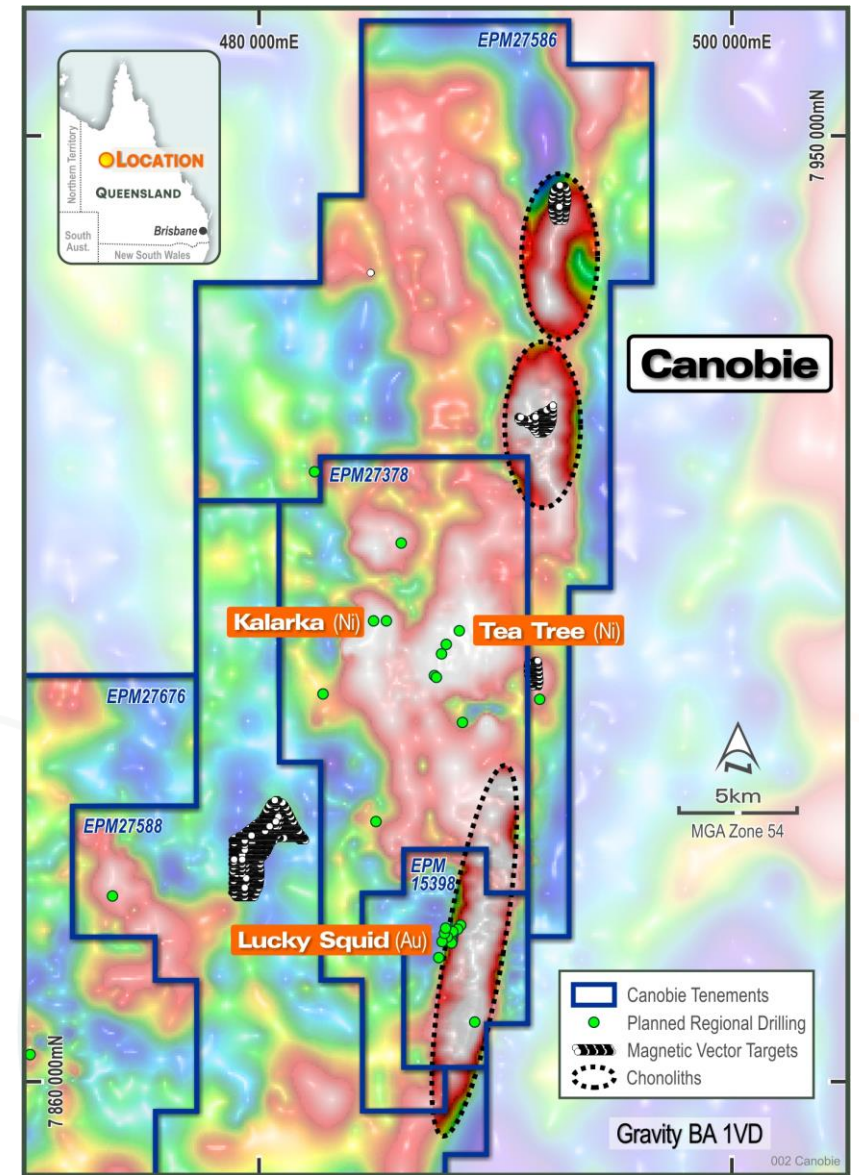 480 000mE
EPM27586
500 000mE
7 950 000mN
LOCATION
Northern Territory
QUEENSLAND
Brisbane
South
Aust.
New South Wales
Canobie
EPM27378
Kalarka (Ni)
Tea Tree (Ni)
EPM27676
N
5km
MGA Zone 54
EPM27588
EPM
15398
Lucky Squid (Au)
Canobie Tenements
Planned Regional Drilling
Magnetic Vector Targets
Chonoliths
7 860 000mN
Gravity BA 1VD
002 Canobie